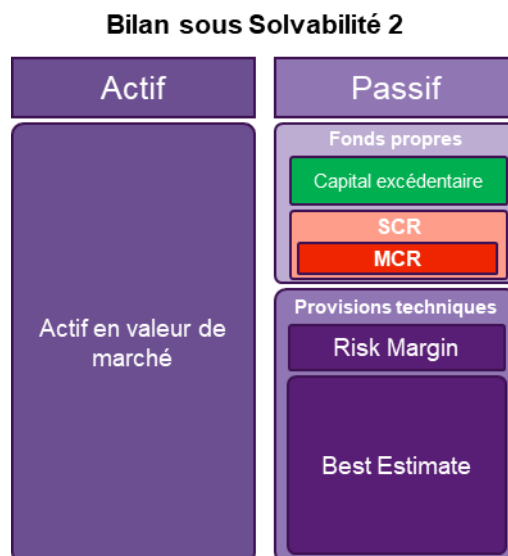 Bilan sous Solvabilité 2
Actif
Passif
Actif en valeur de
marché
Fonds propres
Capital excédentaire
SCR
MCR
Provisions techniques
Risk Margin
Best Estimate